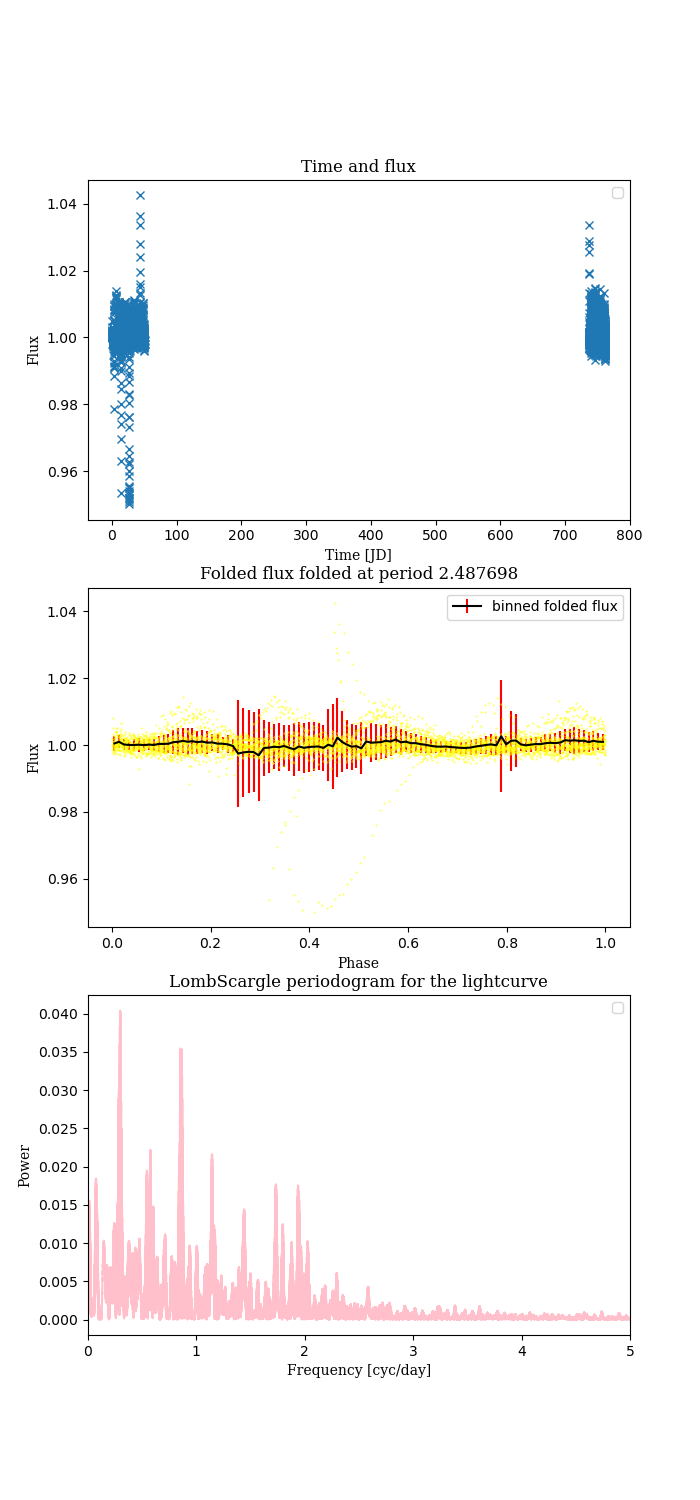 Time and flux
1.04
1.02
1.00
0.98
0.96
Flux
0 100 200 300 400 500 600 700 800
Time [JD]
Folded flux folded at period 2.487698
binned folded flux
1.04
1.02
1.00
0.98
0.96
Flux
0.0 0.2 0.4 0.6 0.8 1.0
Phase
LombScargle periodogram for the lightcurve
0.040
0.035
0.030
0.025
0.020
0.015
0.010
0.005
0.000
Power
0 1 2 3 4 5
Frequency [cyc/day]